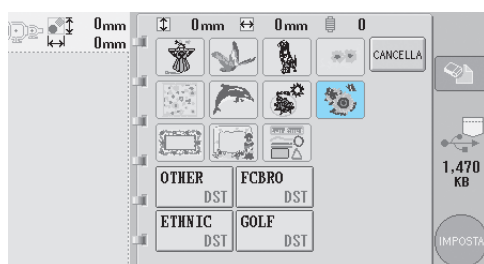 0mm
0mm
0mm 0mm 0
CANCELLA
1,470
KB
OTHER
DST
FCBRO
DST
ETHNIC
DST
GOLF
DST
IMPOSTA